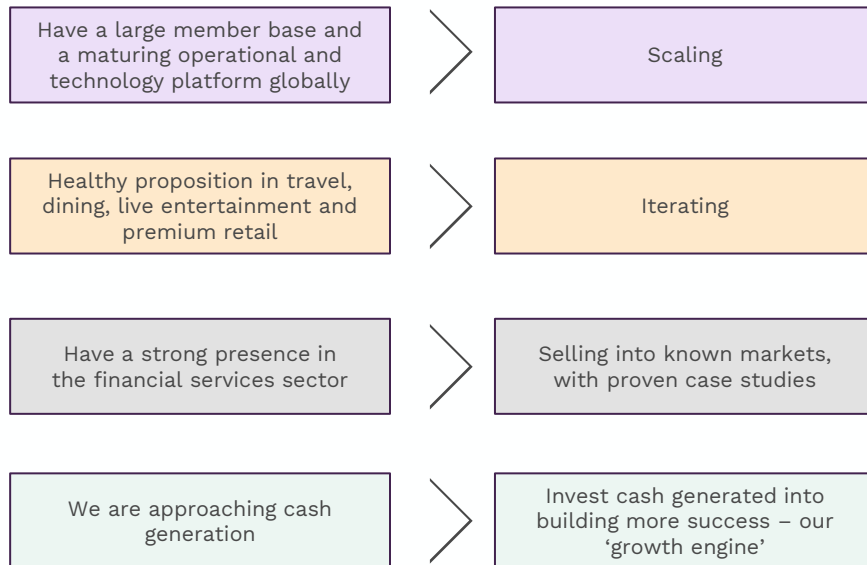 Have a large member base and
a maturing operational and
technology platform globally
Scaling
Healthy proposition in travel,
dining, live entertainment and
premium retail
Iterating
Have a strong presence in
the financial services sector
Selling into known markets,
with proven case studies
We are approaching cash
generation
Invest cash generated into
building more success – our
‘growth engine’